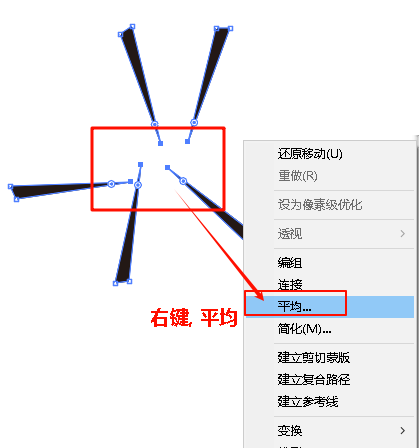 还原移动(U)
重做(R)
设为像素级优化
透视
编组
连接
平均...
右键, 平均
简化(M)...
建立剪切蒙版
建立复合路径
建立参考线
变换